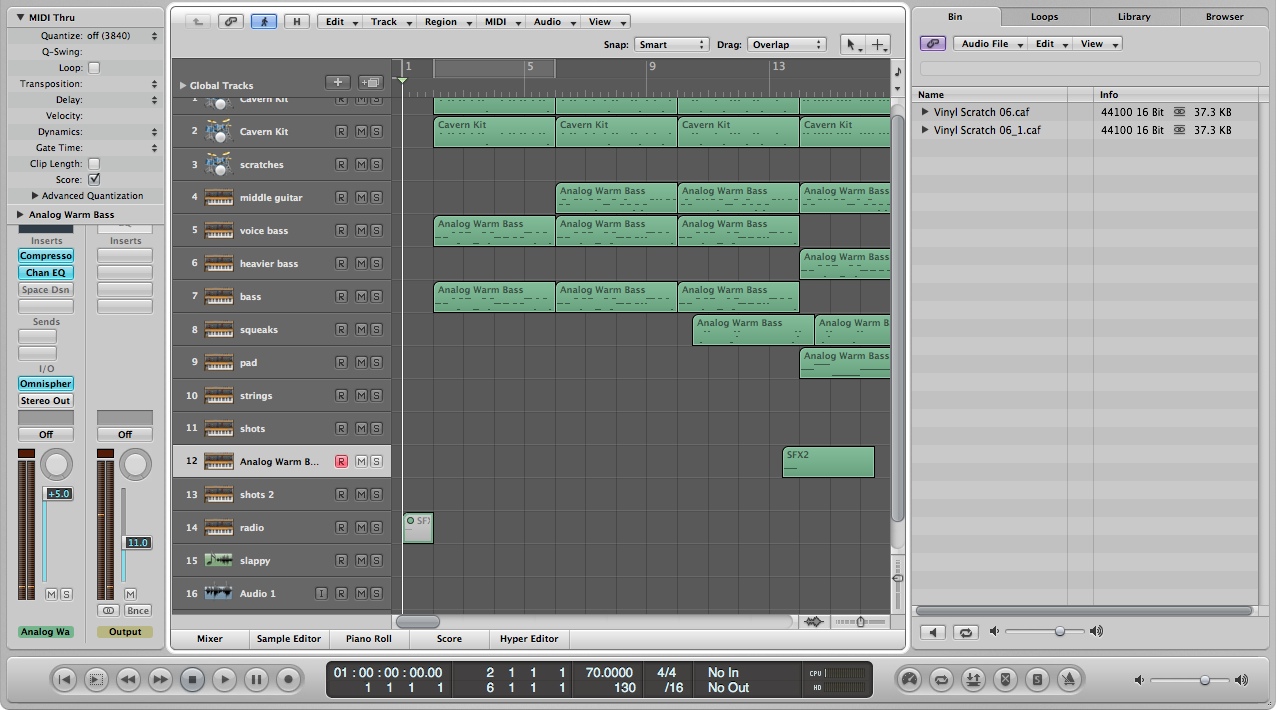 MIDI Thru
Quantize: off (3840)
Q-Swing:
Loop:
Transposition:
Delay:
Velocity:
Dynamics:
Gate Time:
Clip Length:
Score:
Advanced Quantization
Analog Warm Bass
Inserts Inserts
Compresso
Chan EQ
Space Dsn
Sends
I/O
Omnispher
Stereo Out
Off Off
+5.0
11.0
M S M
Bnce
Analog Wa Output
H Edit Track Region MIDI Audio View
Snap: Smart Drag: Overlap
Global Tracks 1 5 9 13
1 Cavern Kit R M S
2 Cavern Kit R M S Cavern Kit Cavern Kit Cavern Kit Cavern Kit
3 scratches R M S
4 middle guitar R M S Analog Warm Bass Analog Warm Bass Analog Warm Bass
5 voice bass R M S Analog Warm Bass Analog Warm Bass Analog Warm Bass
6 heavier bass R M S Analog Warm Bass
7 bass R M S Analog Warm Bass Analog Warm Bass Analog Warm Bass
8 squeaks R M S Analog Warm Bass Analog Warm B
9 pad R M S Analog Warm Bass
10 strings R M S
11 shots R M S
12 Analog Warm B... R M S SFX2
13 shots 2 R M S
14 radio R M S SFX
15 slappy R M S
16 Audio 1 I R M S
Mixer Sample Editor Piano Roll Score Hyper Editor
Bin Loops Library Browser
Audio File Edit View
Name Info
Vinyl Scratch 06.caf 44100 16 Bit 37.3 KB
Vinyl Scratch 06_1.caf 44100 16 Bit 37.3 KB
01 : 00 : 00 : 00.00 2 1 1 1 70.0000 4/4 No In CPU
1 1 1 1 6 1 1 1 130 /16 No Out HD
S